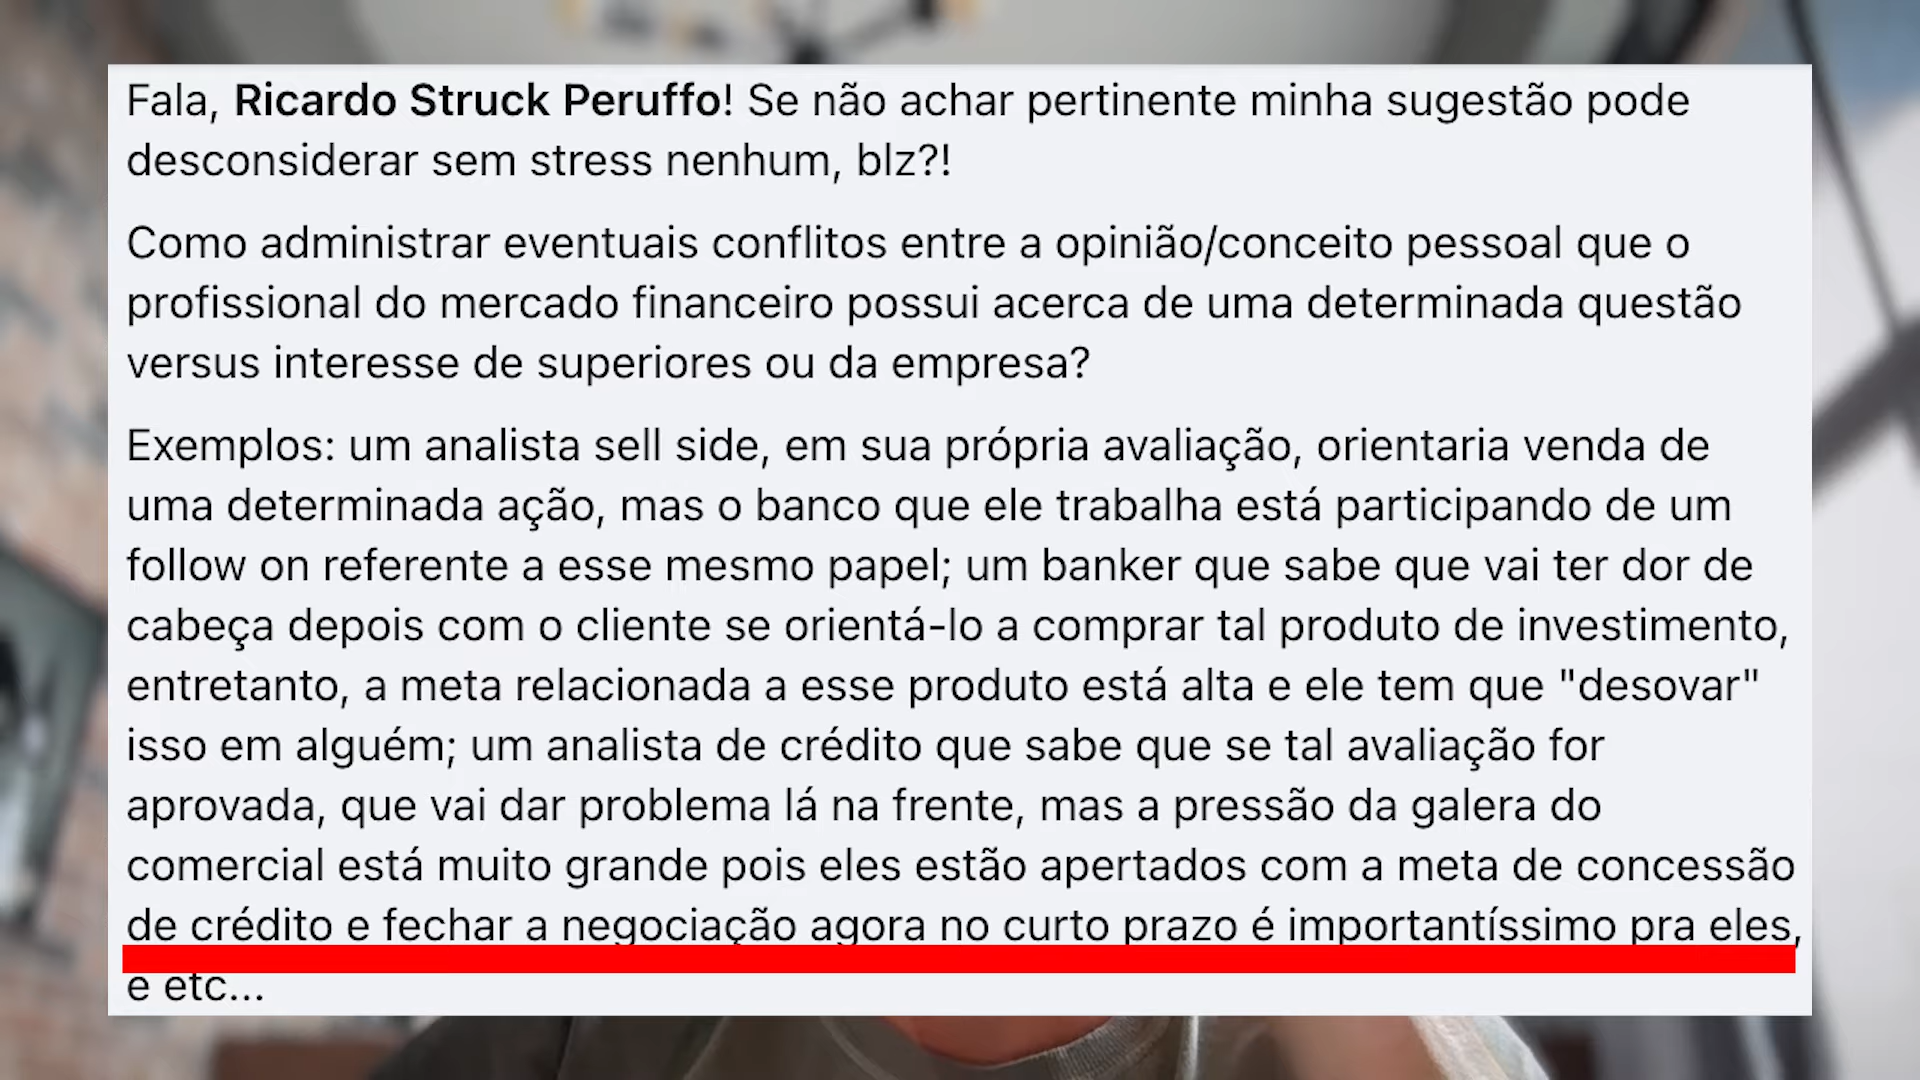 Fala, Ricardo Struck Peruffo! Se não achar pertinente minha sugestão pode
desconsiderar sem stress nenhum, blz?!
Como administrar eventuais conflitos entre a opinião/conceito pessoal que o
profissional do mercado financeiro possui acerca de uma determinada questão
versus interesse de superiores ou da empresa?
Exemplos: um analista sell side, em sua própria avaliação, orientaria venda de
uma determinada ação, mas o banco que ele trabalha está participando de um
follow on referente a esse mesmo papel; um banker que sabe que vai ter dor de
cabeça depois com o cliente se orientá-lo a comprar tal produto de investimento,
entretanto, a meta relacionada a esse produto está alta e ele tem que "desovar"
isso em alguém; um analista de crédito que sabe que se tal avaliação for
aprovada, que vai dar problema lá na frente, mas a pressão da galera do
comercial está muito grande pois eles estão apertados com a meta de concessão
de crédito e fechar a negociação agora no curto prazo é importantíssimo pra eles,
e etc...